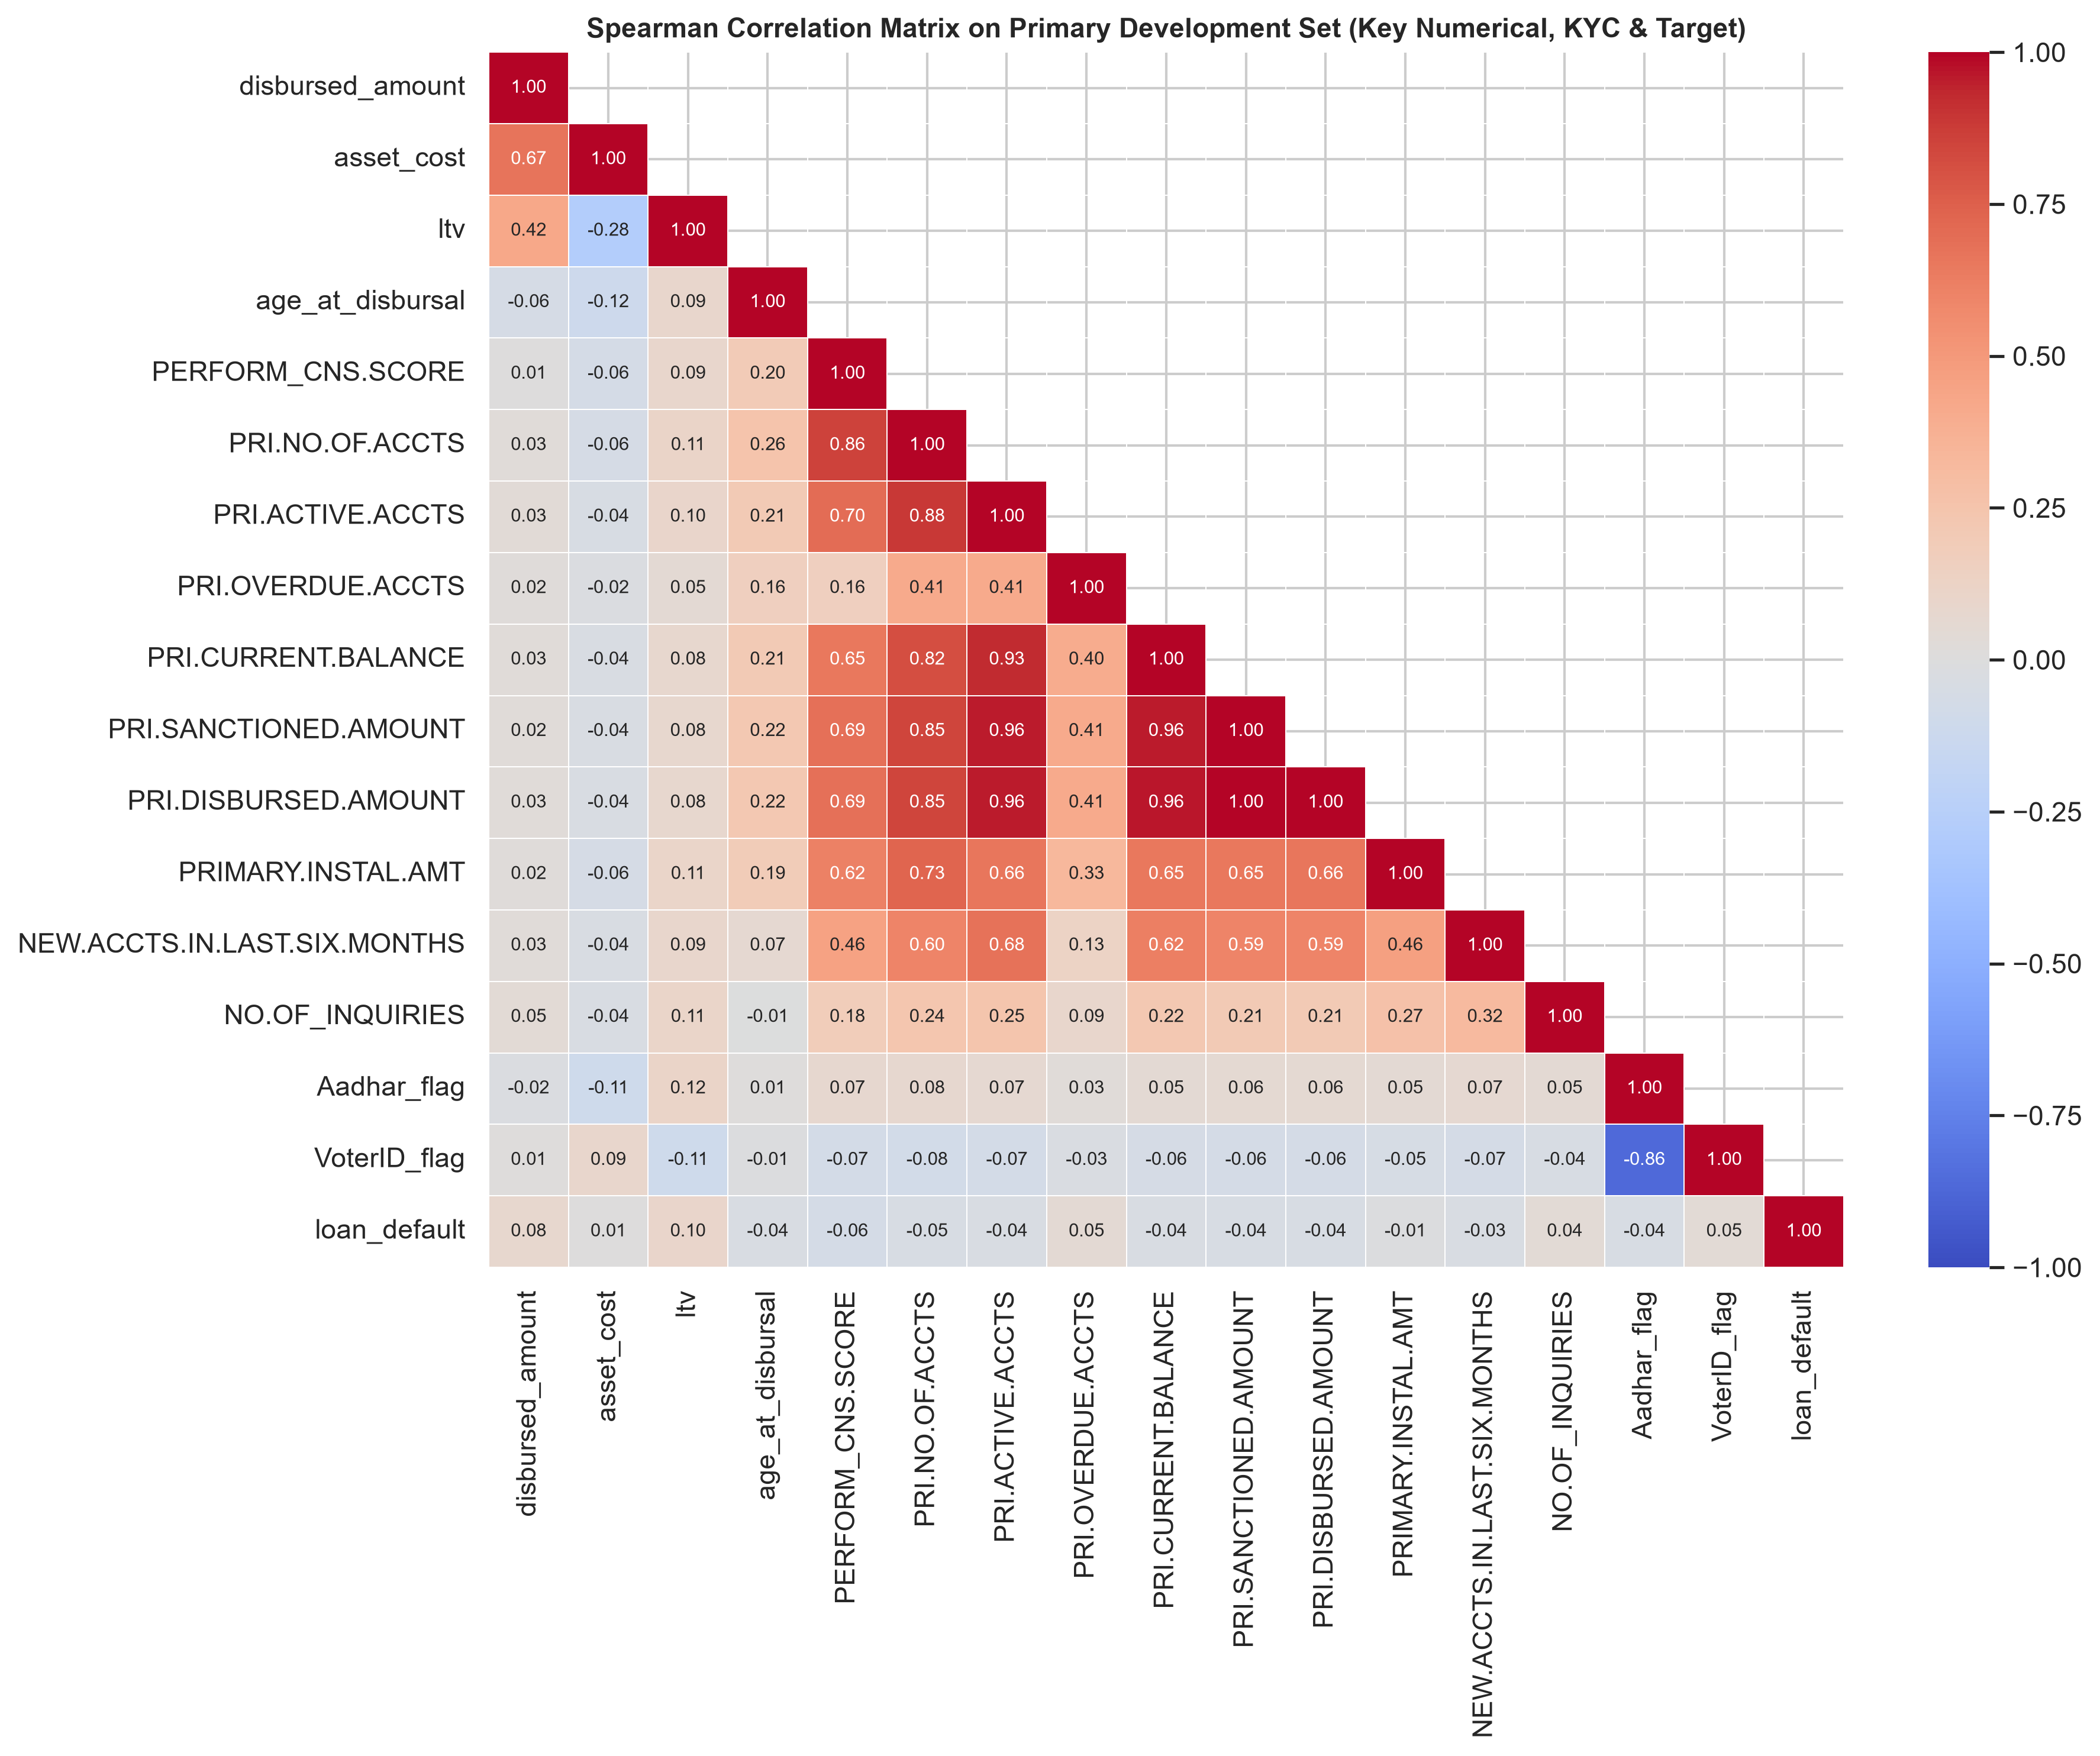 Spearman Correlation Matrix on Primary Development Set (Key Numerical, KYC & Target)
disbursed_amount 1.00
asset_cost 0.67 1.00
ltv 0.42 -0.28 1.00
age_at_disbursal -0.06 -0.12 0.09 1.00
PERFORM_CNS.SCORE 0.01 -0.06 0.09 0.20 1.00
PRI.NO.OF.ACCTS 0.03 -0.06 0.11 0.26 0.86 1.00
PRI.ACTIVE.ACCTS 0.03 -0.04 0.10 0.21 0.70 0.88 1.00
PRI.OVERDUE.ACCTS 0.02 -0.02 0.05 0.16 0.16 0.41 0.41 1.00
PRI.CURRENT.BALANCE 0.03 -0.04 0.08 0.21 0.65 0.82 0.93 0.40 1.00
PRI.SANCTIONED.AMOUNT 0.02 -0.04 0.08 0.22 0.69 0.85 0.96 0.41 0.96 1.00
PRI.DISBURSED.AMOUNT 0.03 -0.04 0.08 0.22 0.69 0.85 0.96 0.41 0.96 1.00 1.00
PRIMARY.INSTAL.AMT 0.02 -0.06 0.11 0.19 0.62 0.73 0.66 0.33 0.65 0.65 0.66 1.00
NEW.ACCTS.IN.LAST.SIX.MONTHS 0.03 -0.04 0.09 0.07 0.46 0.60 0.68 0.13 0.62 0.59 0.59 0.46 1.00
NO.OF_INQUIRIES 0.05 -0.04 0.11 -0.01 0.18 0.24 0.25 0.09 0.22 0.21 0.21 0.27 0.32 1.00
Aadhar_flag -0.02 -0.11 0.12 0.01 0.07 0.08 0.07 0.03 0.05 0.06 0.06 0.05 0.07 0.05 1.00
VoterID_flag 0.01 0.09 -0.11 -0.01 -0.07 -0.08 -0.07 -0.03 -0.06 -0.06 -0.06 -0.05 -0.07 -0.04 -0.86 1.00
loan_default 0.08 0.01 0.10 -0.04 -0.06 -0.05 -0.04 0.05 -0.04 -0.04 -0.04 -0.01 -0.03 0.04 -0.04 0.05 1.00
disbursed_amount
asset_cost
ltv
age_at_disbursal
PERFORM_CNS.SCORE
PRI.NO.OF.ACCTS
PRI.ACTIVE.ACCTS
PRI.OVERDUE.ACCTS
PRI.CURRENT.BALANCE
PRI.SANCTIONED.AMOUNT
PRI.DISBURSED.AMOUNT
PRIMARY.INSTAL.AMT
NEW.ACCTS.IN.LAST.SIX.MONTHS
NO.OF_INQUIRIES
Aadhar_flag
VoterID_flag
loan_default
1.00
0.75
0.50
0.25
0.00
−0.25
−0.50
−0.75
−1.00